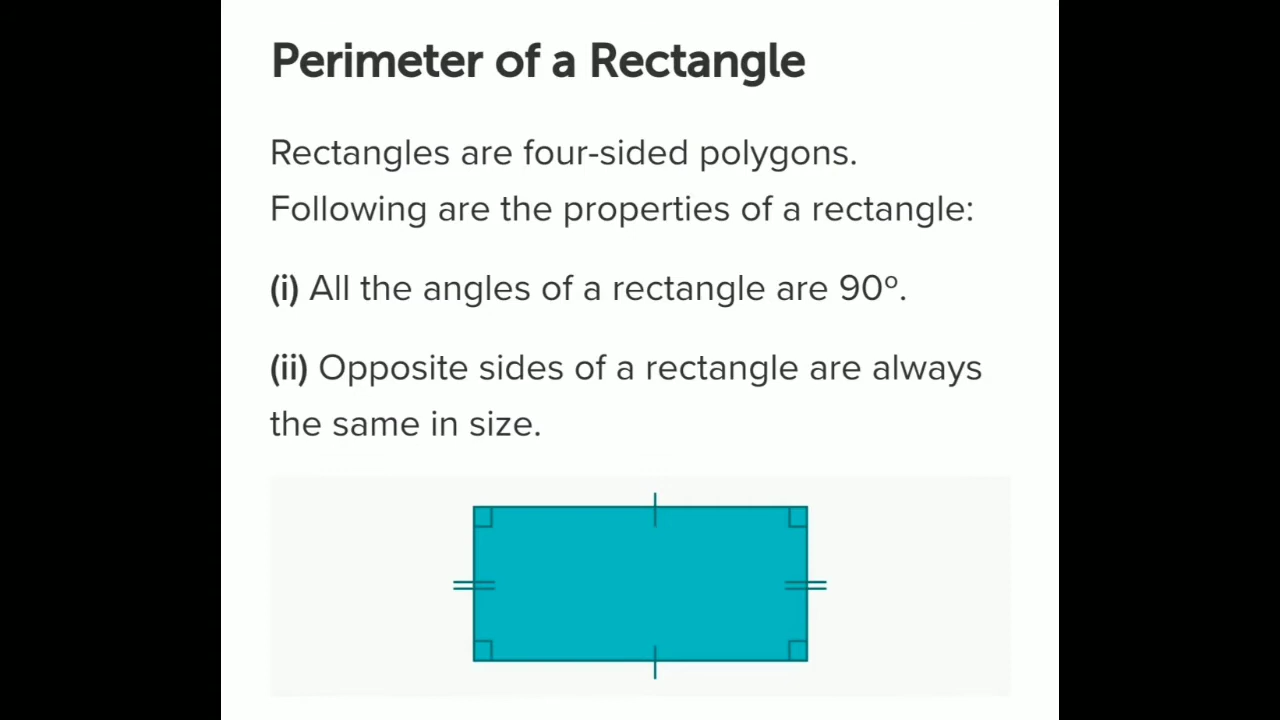 Perimeter of a Rectangle
Rectangles are four-sided polygons.
Following are the properties of a rectangle:
(i) All the angles of a rectangle are 90º.
(ii) Opposite sides of a rectangle are always
the same in size.